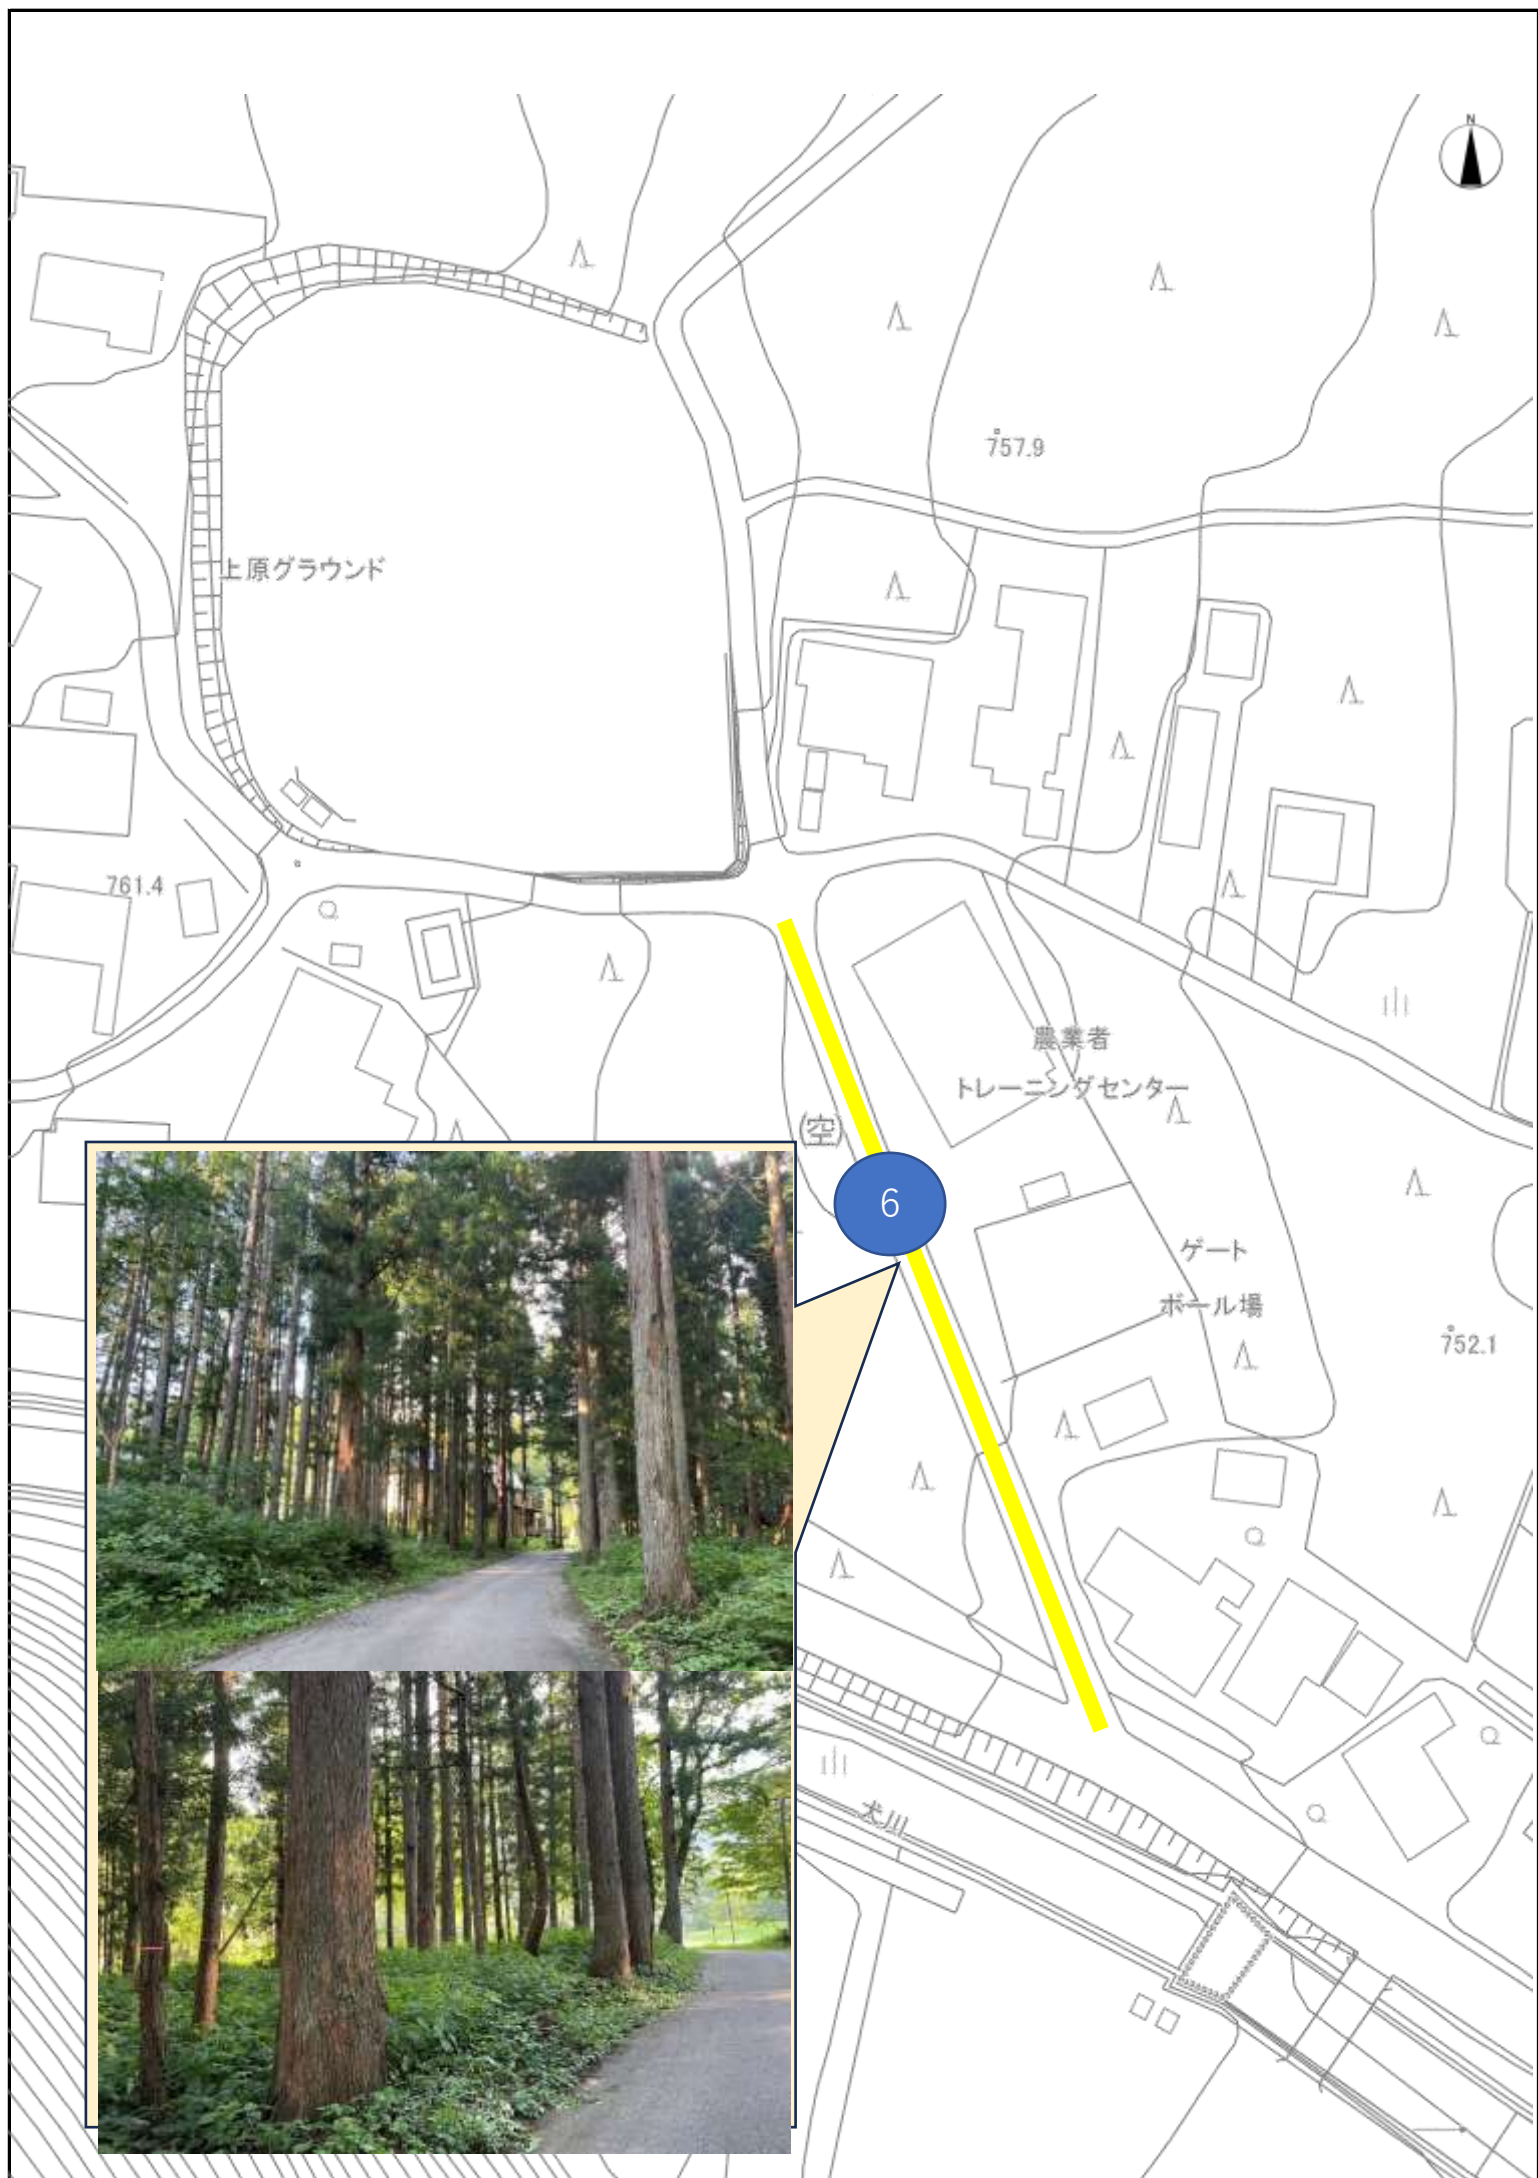 N
757.9
上原グラウンド
761.4
農業者
トレーニングセンター
(空)
6
ゲート
ボール場
752.1
犬川